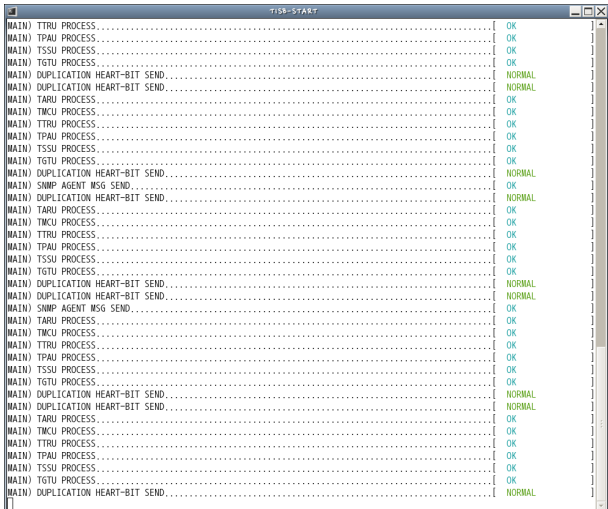 TISB-START
MAIN) TTRU PROCESS.....[ OK ]
MAIN) TPAU PROCESS.....[ OK ]
MAIN) TSSU PROCESS.....[ OK ]
MAIN) TGTU PROCESS.....[ OK ]
MAIN) DUPLICATION HEART-BIT SEND.....[ NORMAL ]
MAIN) DUPLICATION HEART-BIT SEND.....[ NORMAL ]
MAIN) TARU PROCESS.....[ OK ]
MAIN) TMCU PROCESS.....[ OK ]
MAIN) TTRU PROCESS.....[ OK ]
MAIN) TPAU PROCESS.....[ OK ]
MAIN) TSSU PROCESS.....[ OK ]
MAIN) TGTU PROCESS.....[ OK ]
MAIN) DUPLICATION HEART-BIT SEND.....[ NORMAL ]
MAIN) SNMP AGENT MSG SEND.....[ OK ]
MAIN) DUPLICATION HEART-BIT SEND.....[ NORMAL ]
MAIN) TARU PROCESS.....[ OK ]
MAIN) TMCU PROCESS.....[ OK ]
MAIN) TTRU PROCESS.....[ OK ]
MAIN) TPAU PROCESS.....[ OK ]
MAIN) TSSU PROCESS.....[ OK ]
MAIN) TGTU PROCESS.....[ OK ]
MAIN) DUPLICATION HEART-BIT SEND.....[ NORMAL ]
MAIN) DUPLICATION HEART-BIT SEND.....[ NORMAL ]
MAIN) SNMP AGENT MSG SEND.....[ OK ]
MAIN) TARU PROCESS.....[ OK ]
MAIN) TMCU PROCESS.....[ OK ]
MAIN) TTRU PROCESS.....[ OK ]
MAIN) TPAU PROCESS.....[ OK ]
MAIN) TSSU PROCESS.....[ OK ]
MAIN) TGTU PROCESS.....[ OK ]
MAIN) DUPLICATION HEART-BIT SEND.....[ NORMAL ]
MAIN) DUPLICATION HEART-BIT SEND.....[ NORMAL ]
MAIN) TARU PROCESS.....[ OK ]
MAIN) TMCU PROCESS.....[ OK ]
MAIN) TTRU PROCESS.....[ OK ]
MAIN) TPAU PROCESS.....[ OK ]
MAIN) TSSU PROCESS.....[ OK ]
MAIN) TGTU PROCESS.....[ OK ]
MAIN) DUPLICATION HEART-BIT SEND.....[ NORMAL ]